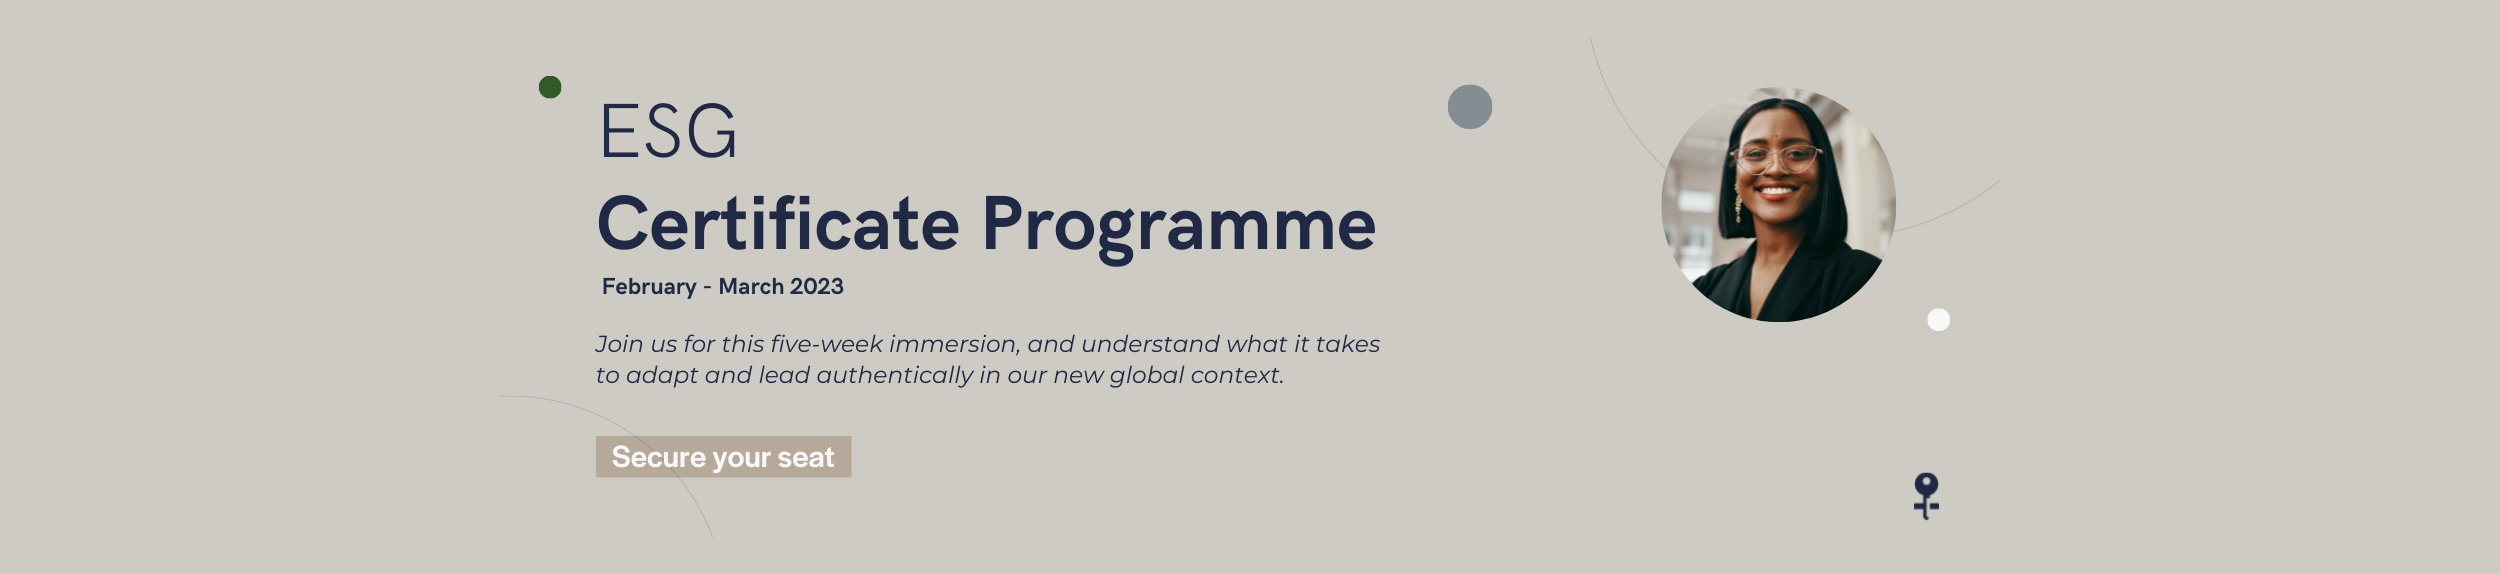 ESG
Certificate Programme
February - March 2023
Join us for this five-week immersion, and understand what it takes
to adapt and lead authentically in our new global context.
Secure your seat